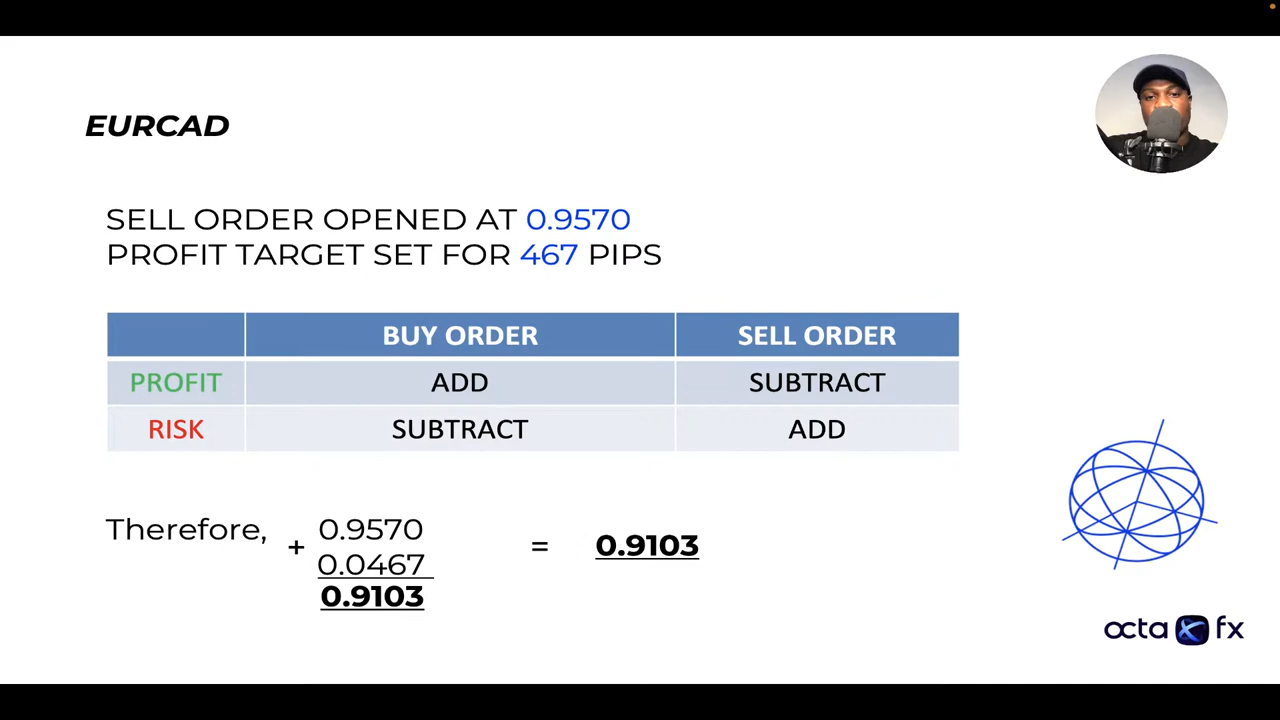 EURCAD
SELL ORDER OPENED AT 0.9570
PROFIT TARGET SET FOR 467 PIPS
BUY ORDER SELL ORDER
PROFIT ADD SUBTRACT
RISK SUBTRACT ADD
Therefore, + 0.9570
0.0467 = 0.9103
0.9103
octa fx